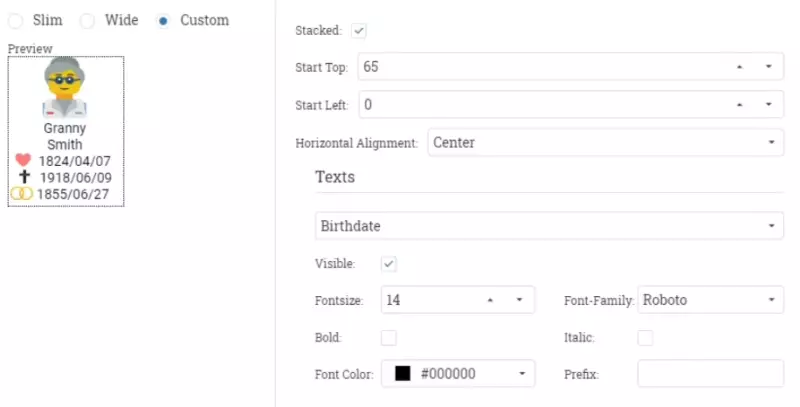 Slim Wide Custom
Preview
Granny
Smith
1824/04/07
1918/06/09
1855/06/27
Stacked:
Start Top: 65
Start Left: 0
Horizontal Alignment: Center
Texts
Birthdate
Visible:
Fontsize: 14 Font-Family: Roboto
Bold: Italic:
Font Color: #000000 Prefix: